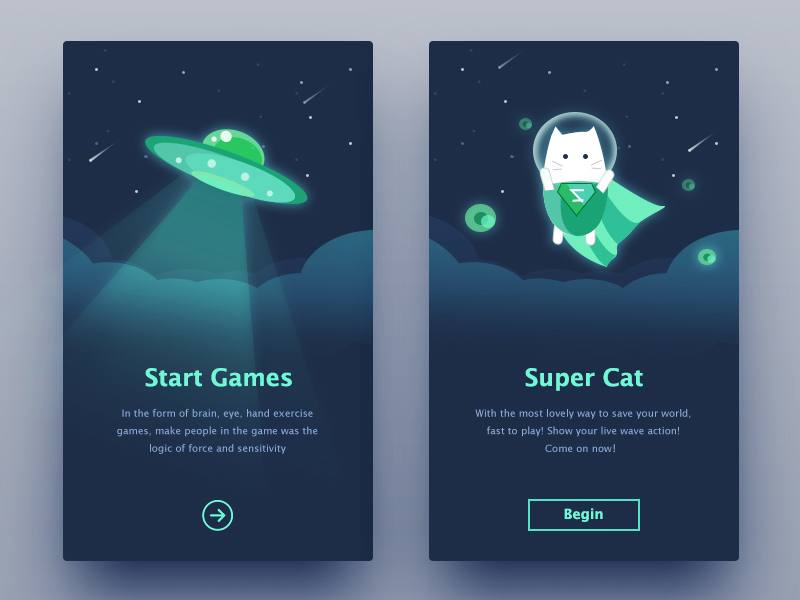 Start Games
In the form of brain, eye, hand exercise
games, make people in the game was the
logic of force and sensitivity
Super Cat
With the most lovely way to save your world,
fast to play! Show your live wave action!
Come on now!
Begin